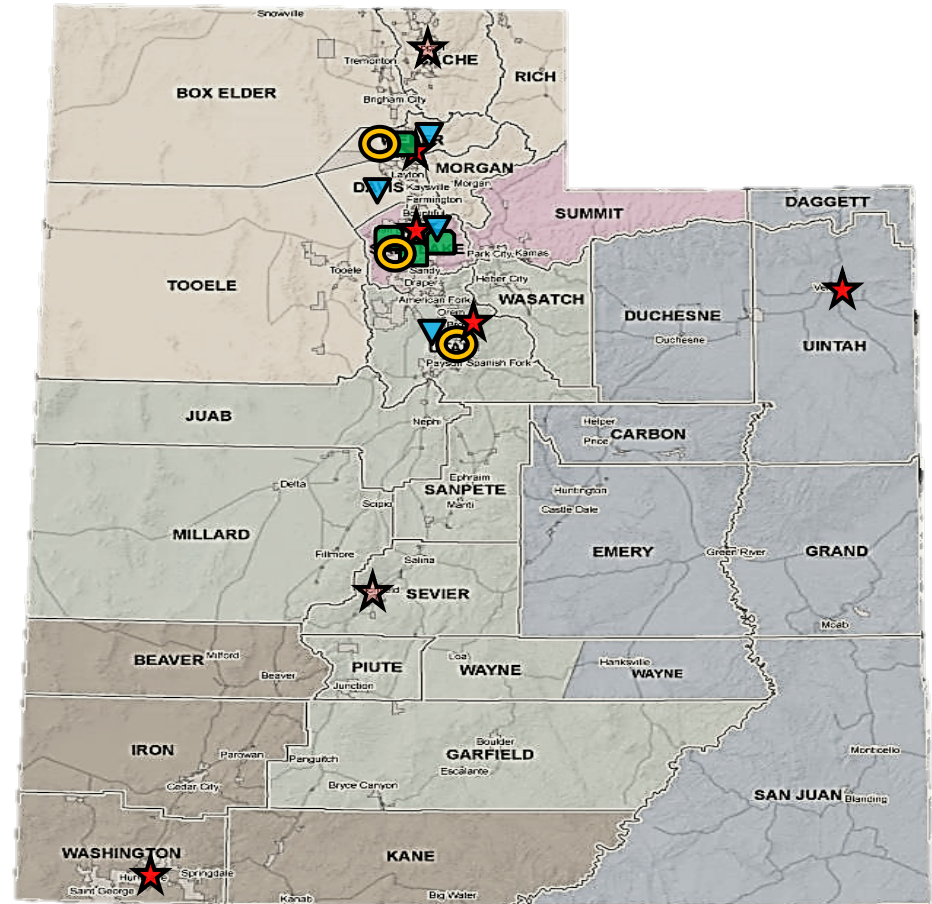 Snowville
Tremonton
CHE
RICH
BOX ELDER
Brigham City
MORGAN
Layton
Kaysville
Morgan
Farmington
Bountiful
SUMMIT
DAGGETT
Park City
Kamas
Tooele
Sandy
Draper
Heber City
TOOELE
American Fork
WASATCH
Orem
DUCHESNE
Duchesne
UINTAH
Payson
Spanish Fork
JUAB
Nephi
Helper
Price
CARBON
Delta
Ephraim
SANPETE
Manti
Huntington
Castle Dale
Scipio
MILLARD
Fillmore
Salina
EMERY
Green River
GRAND
SEVIER
Moab
BEAVER
Milford
Beaver
PIUTE
Junction
Loa
WAYNE
Hanksville
WAYNE
IRON
Parowan
Panguitch
Boulder
GARFIELD
Escalante
Monticello
Cedar City
Bryce Canyon
SAN JUAN
Blanding
WASHINGTON
Springdale
Saint George
KANE
Kanab
Big Water